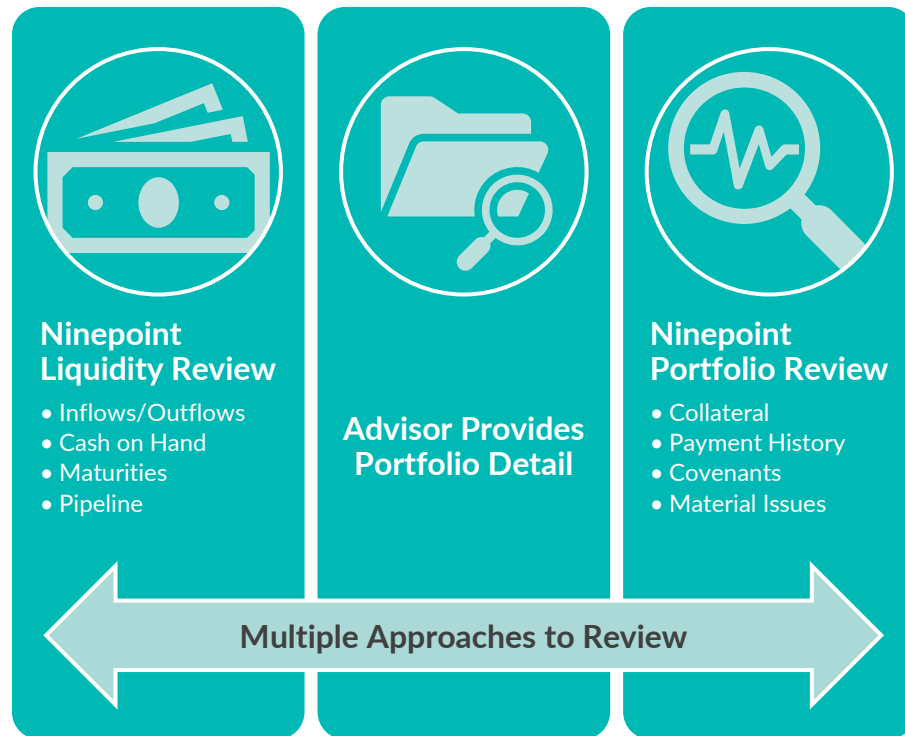 Ninepoint
Liquidity Review
• Inflows/Outflows
• Cash on Hand
• Maturities
• Pipeline
Advisor Provides
Portfolio Detail
Ninepoint
Portfolio Review
• Collateral
• Payment History
• Covenants
• Material Issues
Multiple Approaches to Review